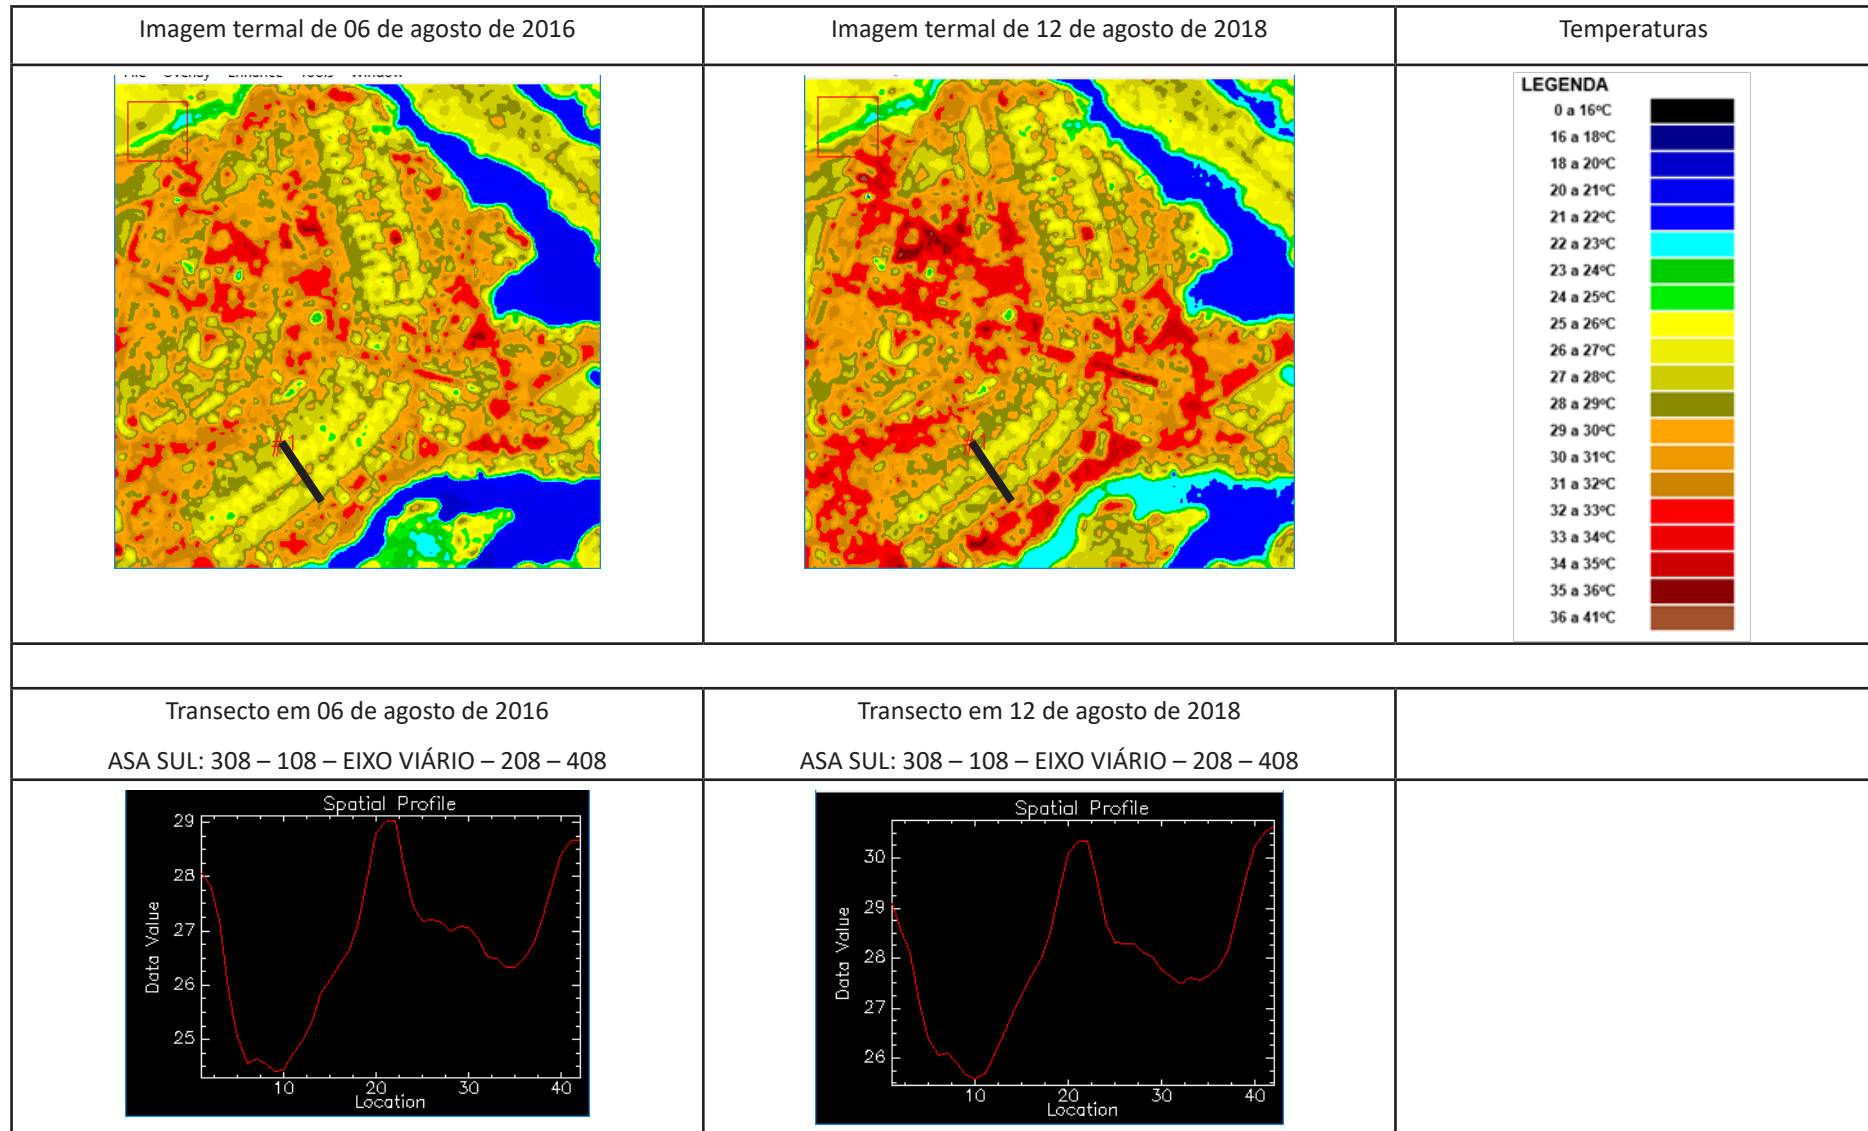 Imagem termal de 06 de agosto de 2016
Imagem termal de 12 de agosto de 2018
Temperaturas
#1
#1
LEGENDA
0 a 16ºC
16 a 18ºC
18 a 20ºC
20 a 21ºC
21 a 22ºC
22 a 23ºC
23 a 24ºC
24 a 25ºC
25 a 26ºC
26 a 27ºC
27 a 28ºC
28 a 29ºC
29 a 30ºC
30 a 31ºC
31 a 32ºC
32 a 33ºC
33 a 34ºC
34 a 35ºC
35 a 36ºC
36 a 41ºC
Transecto em 06 de agosto de 2016
ASA SUL: 308 – 108 – EIXO VIÁRIO – 208 – 408
Transecto em 12 de agosto de 2018
ASA SUL: 308 – 108 – EIXO VIÁRIO – 208 – 408
Spatial Profile
Data Value
29
28
27
26
25
10 20 30 40
Location
Spatial Profile
Data Value
30
29
28
27
26
10 20 30 40
Location